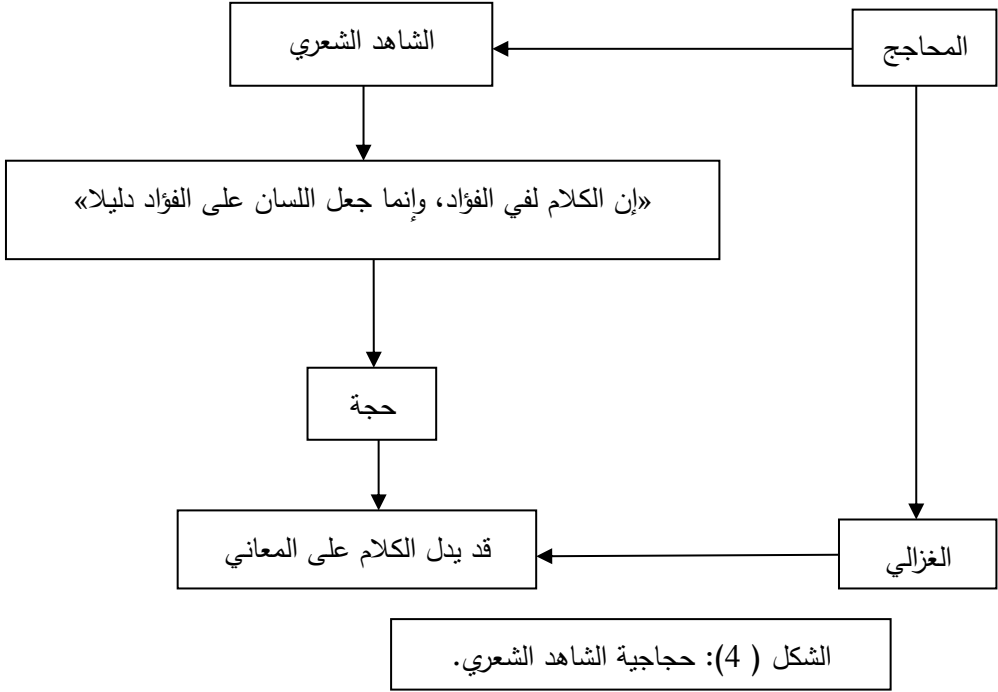 المحاجج
الشاهد الشعري
«إن الكلام لفي الفؤاد، وإنما جعل اللسان على الفؤاد دليلا»
حجة
الغزالي
قد يدل الكلام على المعاني
الشكل ( 4): حجاجية الشاهد الشعري.